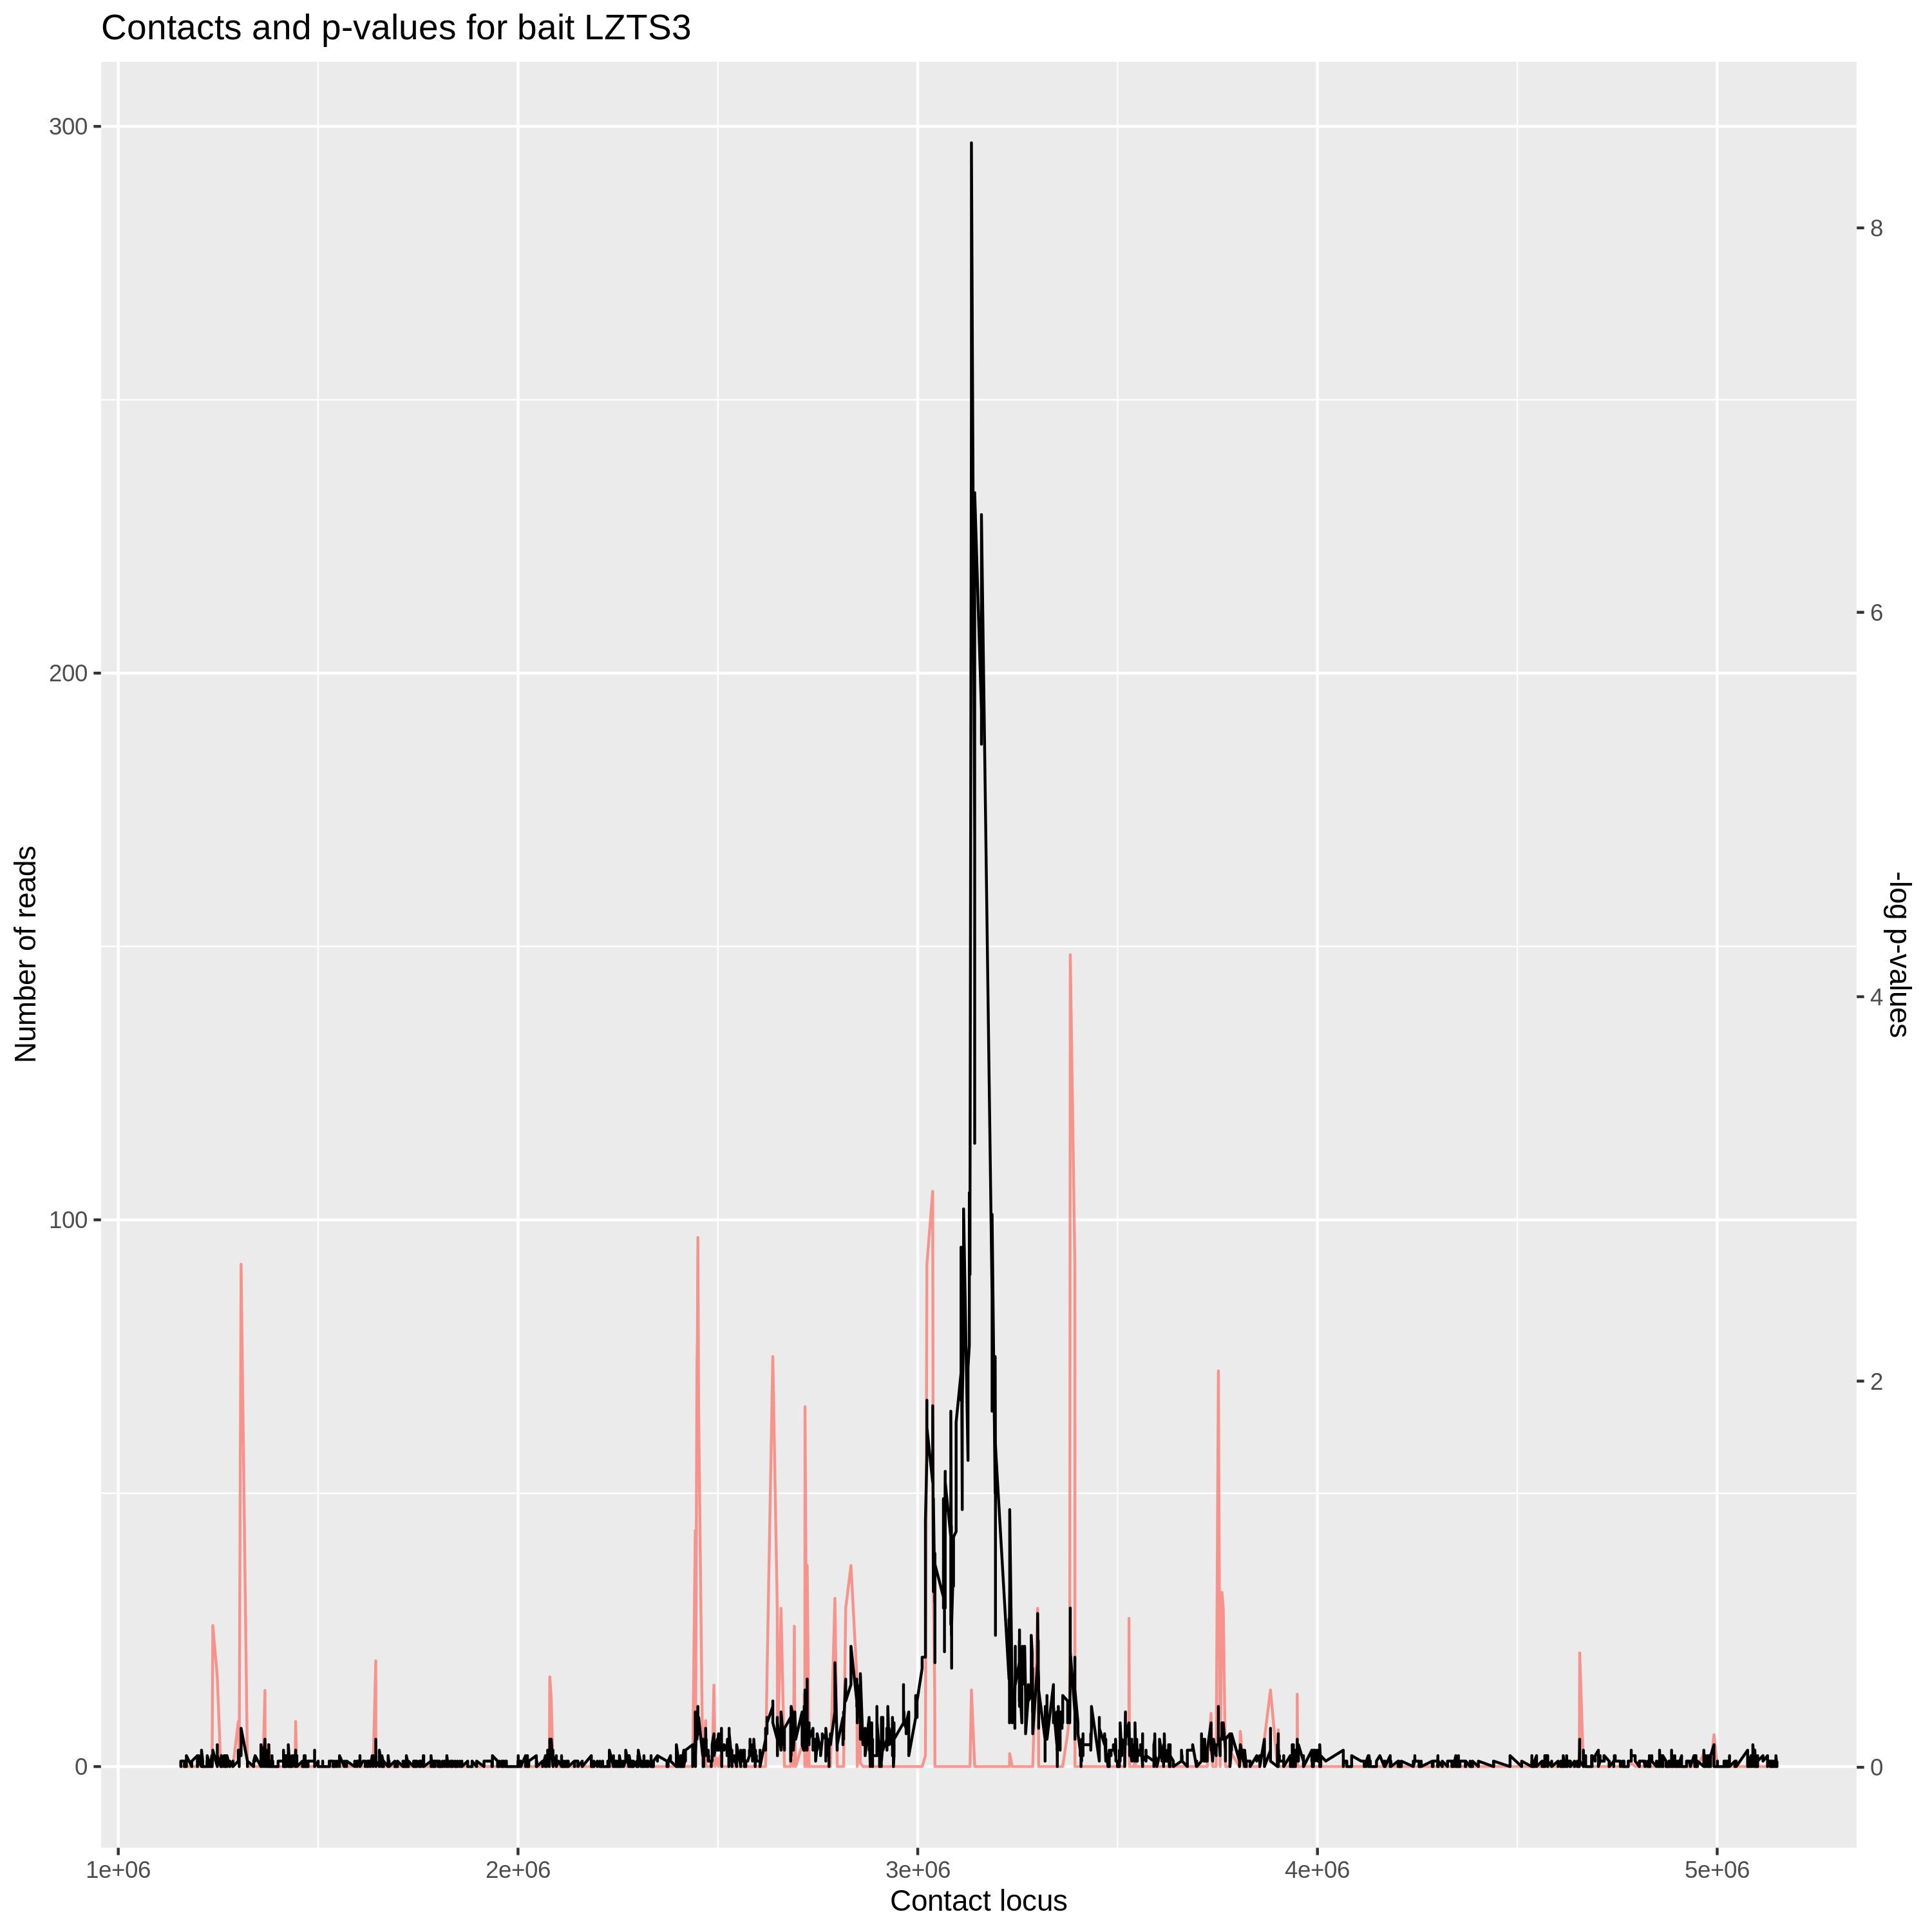 Contacts and p-values for bait LZTS3
300
200
100
0
Number of reads
8
6
4
2
0
-log p-values
1e+06
2e+06
3e+06
4e+06
5e+06
Contact locus